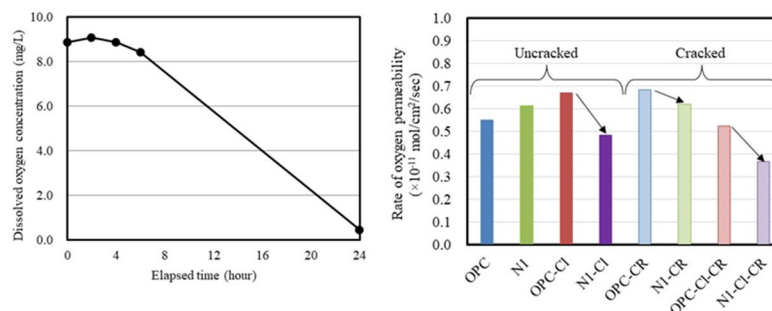 Dissolved oxygen concentration (mg/L)
10.0
8.0
6.0
4.0
2.0
0.0
0
4
8
12
16
20
24
Elapsed time (hour)
Rate of oxygen permeability
(×10⁻¹¹ mol/cm²/sec)
1.0
0.9
0.8
0.7
0.6
0.5
0.4
0.3
0.2
0.1
0.0
Uncracked
Cracked
OPC
N1
OPC-Cl
N1-Cl
OPC-CR
N1-CR
OPC-Cl-CR
N1-Cl-CR